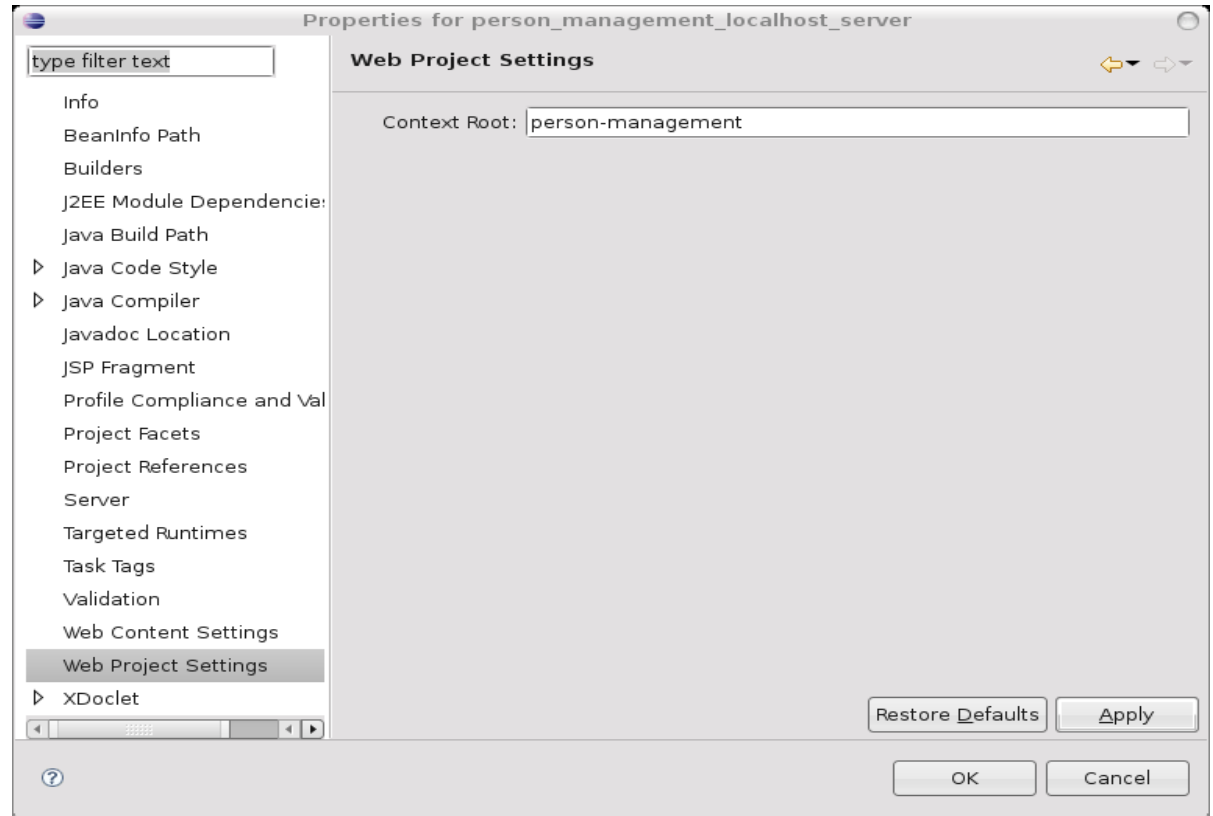 Properties for person_management_localhost_server
type filter text
Web Project Settings
Info
BeanInfo Path
Builders
J2EE Module Dependencies
Java Build Path
Java Code Style
Java Compiler
Javadoc Location
JSP Fragment
Profile Compliance and Val
Project Facets
Project References
Server
Targeted Runtimes
Task Tags
Validation
Web Content Settings
Web Project Settings
XDoclet
Context Root: person-management
Restore Defaults Apply
? OK Cancel